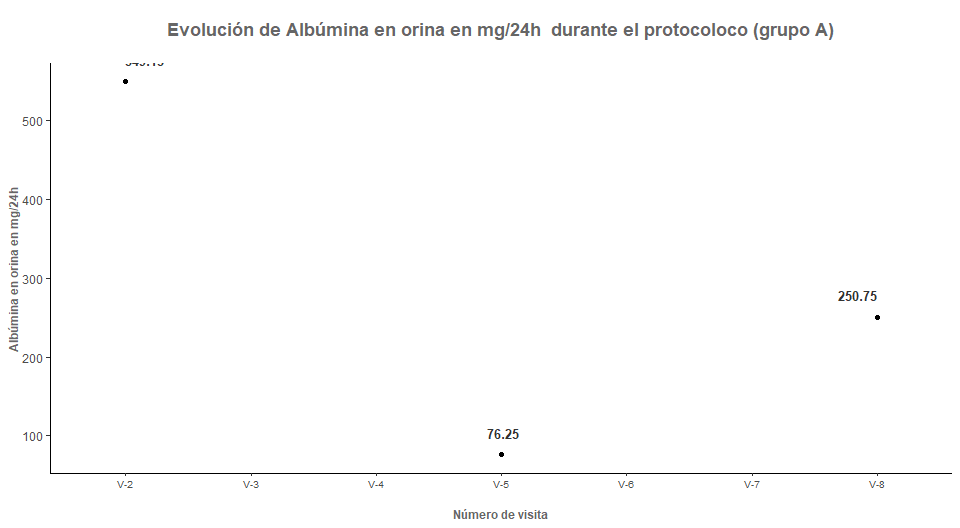 Evolución de Albúmina en orina en mg/24h  durante el protocoloco (grupo A)
500
400
300
200
100
Albúmina en orina en mg/24h
250.75
76.25
V-2 V-3 V-4 V-5 V-6 V-7 V-8
Número de visita